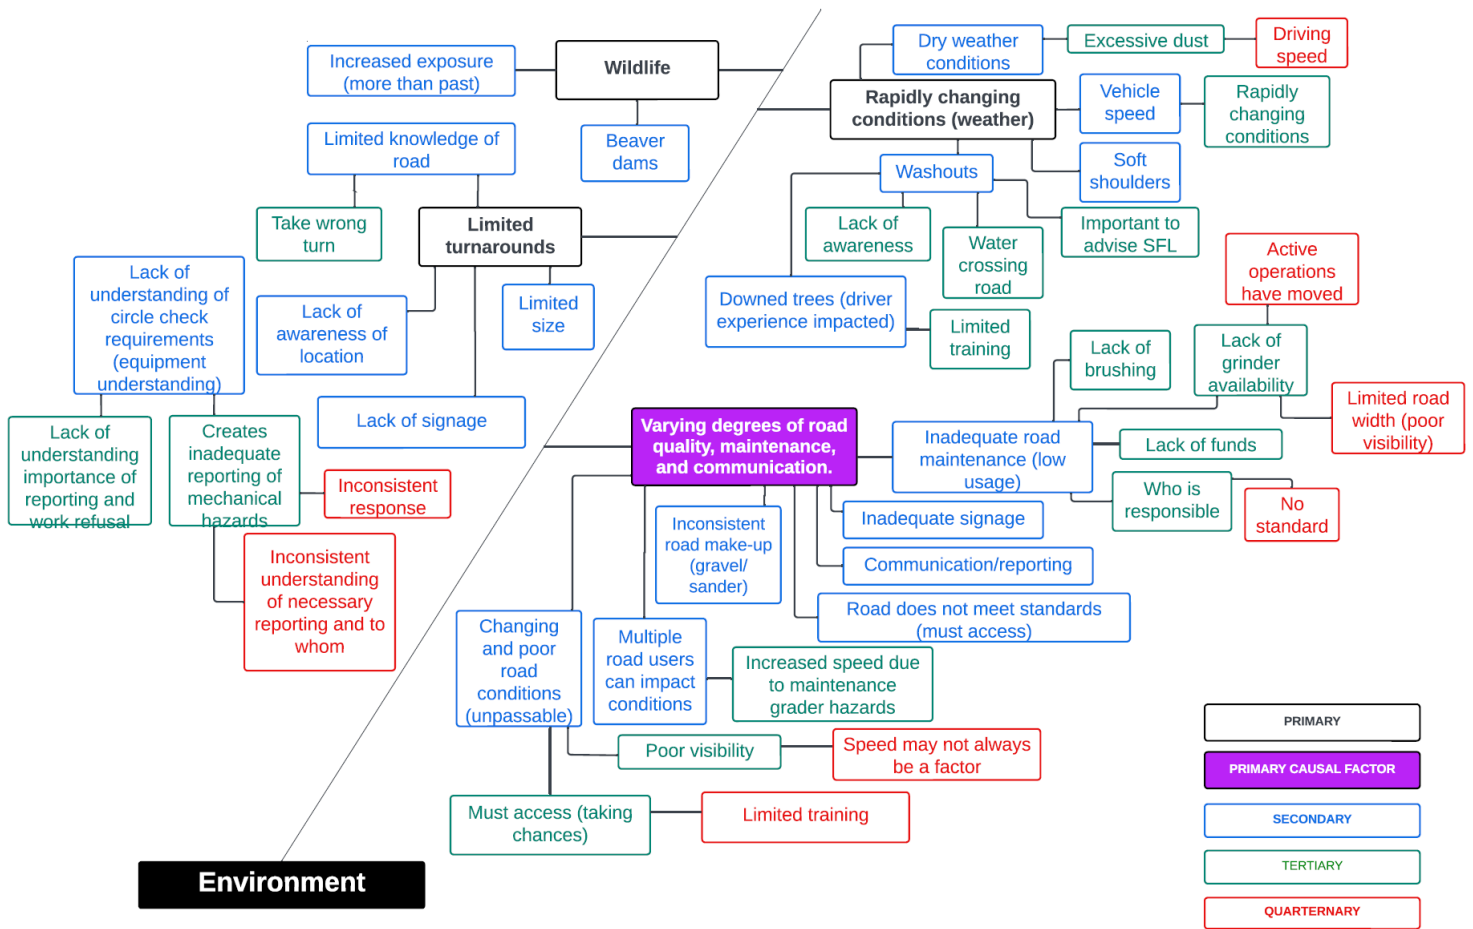 Increased exposure
(more than past)
Wildlife
Beaver
dams
Limited knowledge of
road
Take wrong
turn
Limited
turnarounds
Lack of
awareness of
location
Limited
size
Lack of signage
Lack of
understanding of
circle check
requirements
(equipment
understanding)
Lack of
understanding
importance of
reporting and
work refusal
Creates
inadequate
reporting of
mechanical
hazards
Inconsistent
response
Inconsistent
understanding
of necessary
reporting and to
whom
Dry weather
conditions
Excessive dust
Driving
speed
Rapidly changing
conditions (weather)
Vehicle
speed
Rapidly
changing
conditions
Soft
shoulders
Washouts
Lack of
awareness
Water
crossing
road
Important to
advise SFL
Downed trees (driver
experience impacted)
Limited
training
Active
operations
have moved
Lack of
brushing
Lack of
grinder
availability
Limited road
width (poor
visibility)
Varying degrees of road
quality, maintenance,
and communication.
Inadequate road
maintenance (low
usage)
Lack of funds
Who is
responsible
No
standard
Inconsistent
road make-up
(gravel/
sander)
Inadequate signage
Communication/reporting
Road does not meet standards
(must access)
Changing
and poor
road
conditions
(unpassable)
Multiple
road users
can impact
conditions
Increased speed due
to maintenance
grader hazards
Poor visibility
Speed may not always
be a factor
Must access (taking
chances)
Limited training
Environment
PRIMARY
PRIMARY CAUSAL FACTOR
SECONDARY
TERTIARY
QUARTERNARY